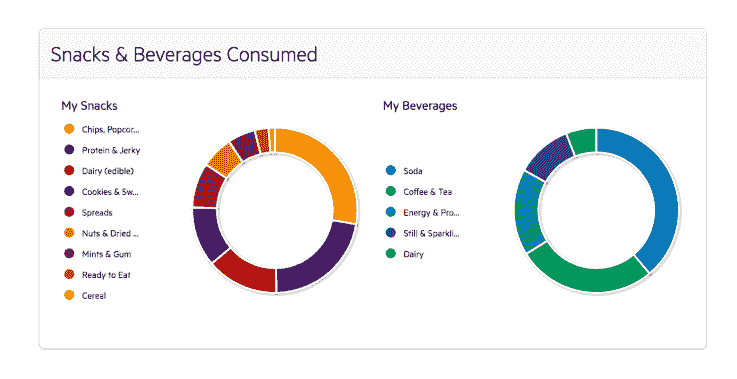 Snacks & Beverages Consumed
My Snacks
Chips, Popcor...
Protein & Jerky
Dairy (edible)
Cookies & Sw...
Spreads
Nuts & Dried ...
Mints & Gum
Ready to Eat
Cereal
My Beverages
Soda
Coffee & Tea
Energy & Pro...
Still & Sparkli...
Dairy